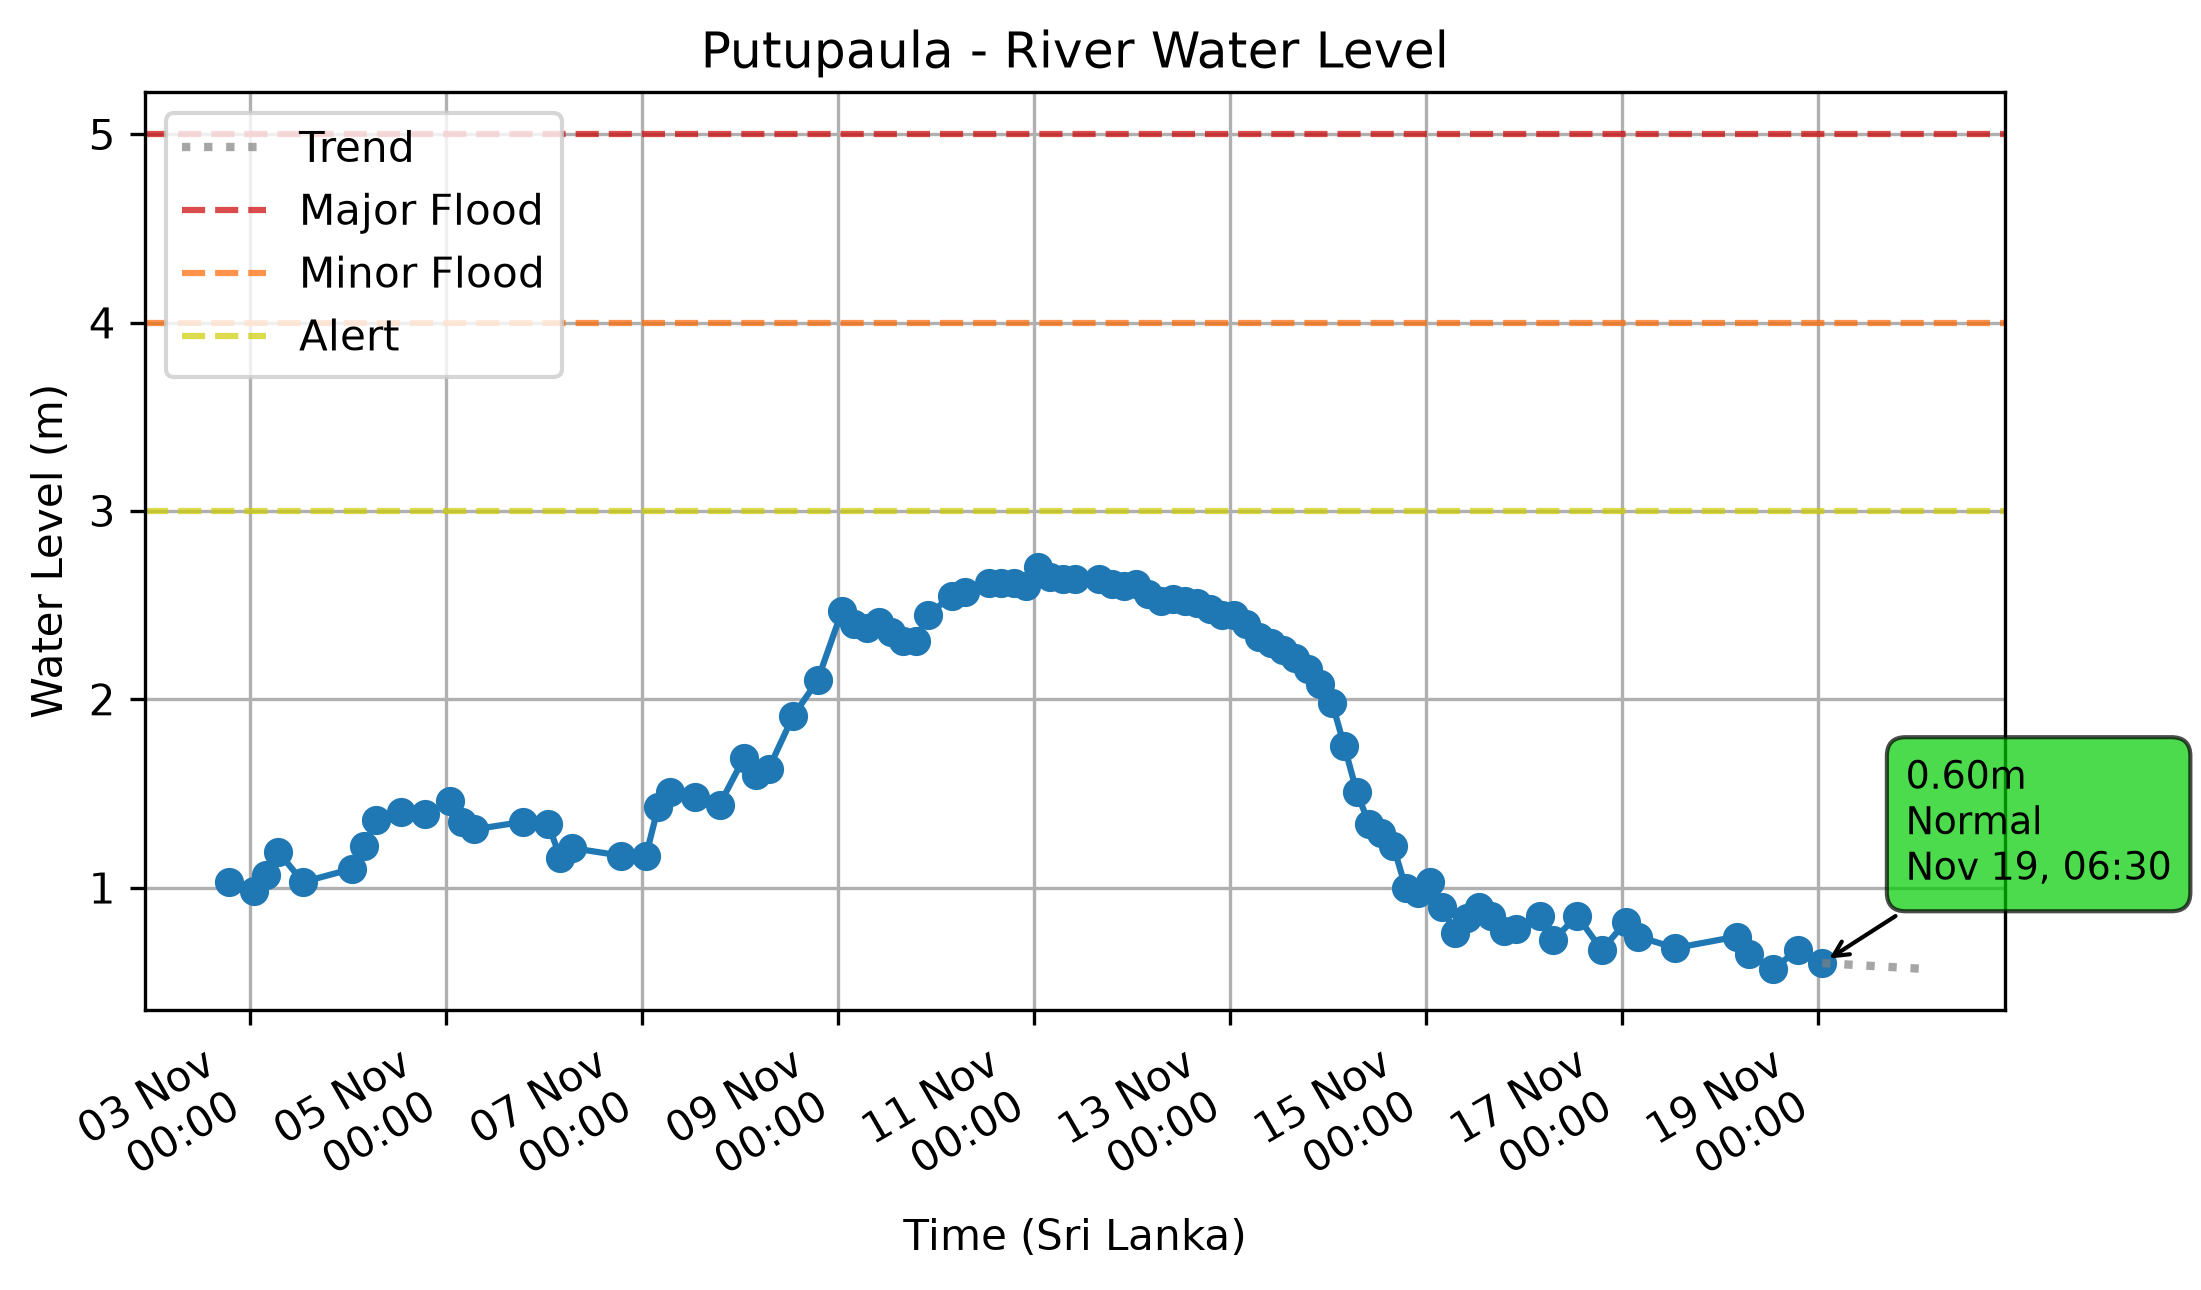 Putupaula - River Water Level
Trend
Major Flood
Minor Flood
Alert
5
4
3
2
1
Water Level (m)
0.60m
Normal
Nov 19, 06:30
03 Nov
00:00
05 Nov
00:00
07 Nov
00:00
09 Nov
00:00
11 Nov
00:00
13 Nov
00:00
15 Nov
00:00
17 Nov
00:00
19 Nov
00:00
Time (Sri Lanka)